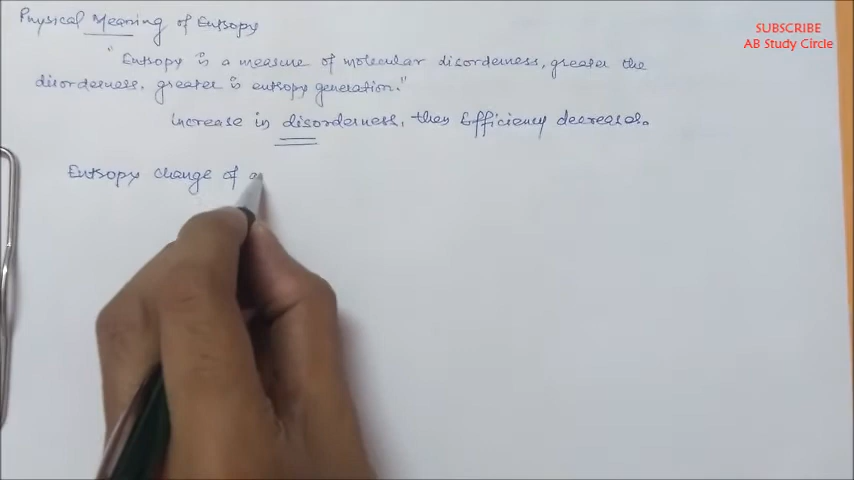 Physical Meaning of Entropy
SUBSCRIBE
AB Study Circle
"Entropy is a measure of molecular disorderness, greater the
disorderness, greater is entropy generation."
Increase in disorderness, then Efficiency decreases.
Entropy change of a